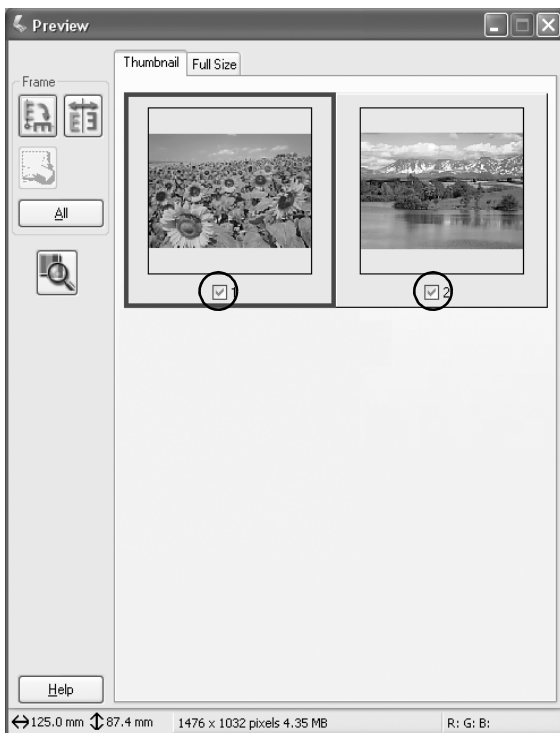 Preview
Thumbnail Full Size
Frame
All
1 2
Help
125.0 mm 87.4 mm 1476 x 1032 pixels 4.35 MB R: G: B: